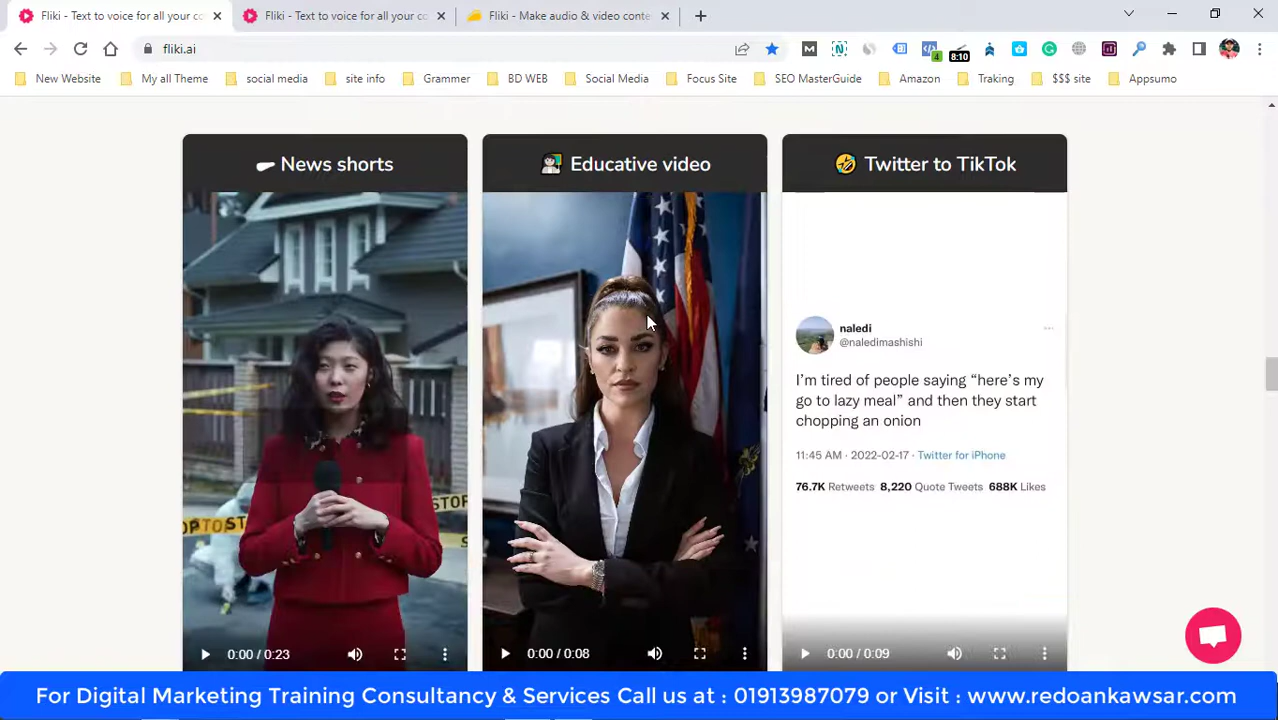 Fliki - Text to voice for all your co
Fliki - Text to voice for all your co
Fliki - Make audio & video conte
fliki.ai
4
8:10
New Website
My all Theme
social media
site info
Grammer
BD WEB
Social Media
Focus Site
SEO MasterGuide
Amazon
Traking
$$$ site
Appsumo
News shorts
Educative video
Twitter to TikTok
naledi
@naledimashishi
I'm tired of people saying “here's my
go to lazy meal” and then they start
chopping an onion
11:45 AM · 2022-02-17 · Twitter for iPhone
76.7K Retweets 8,220 Quote Tweets 688K Likes
0:00 / 0:23
0:00 / 0:08
0:00 / 0:09
For Digital Marketing Training Consultancy & Services Call us at : 01913987079 or Visit : www.redoankawsar.com